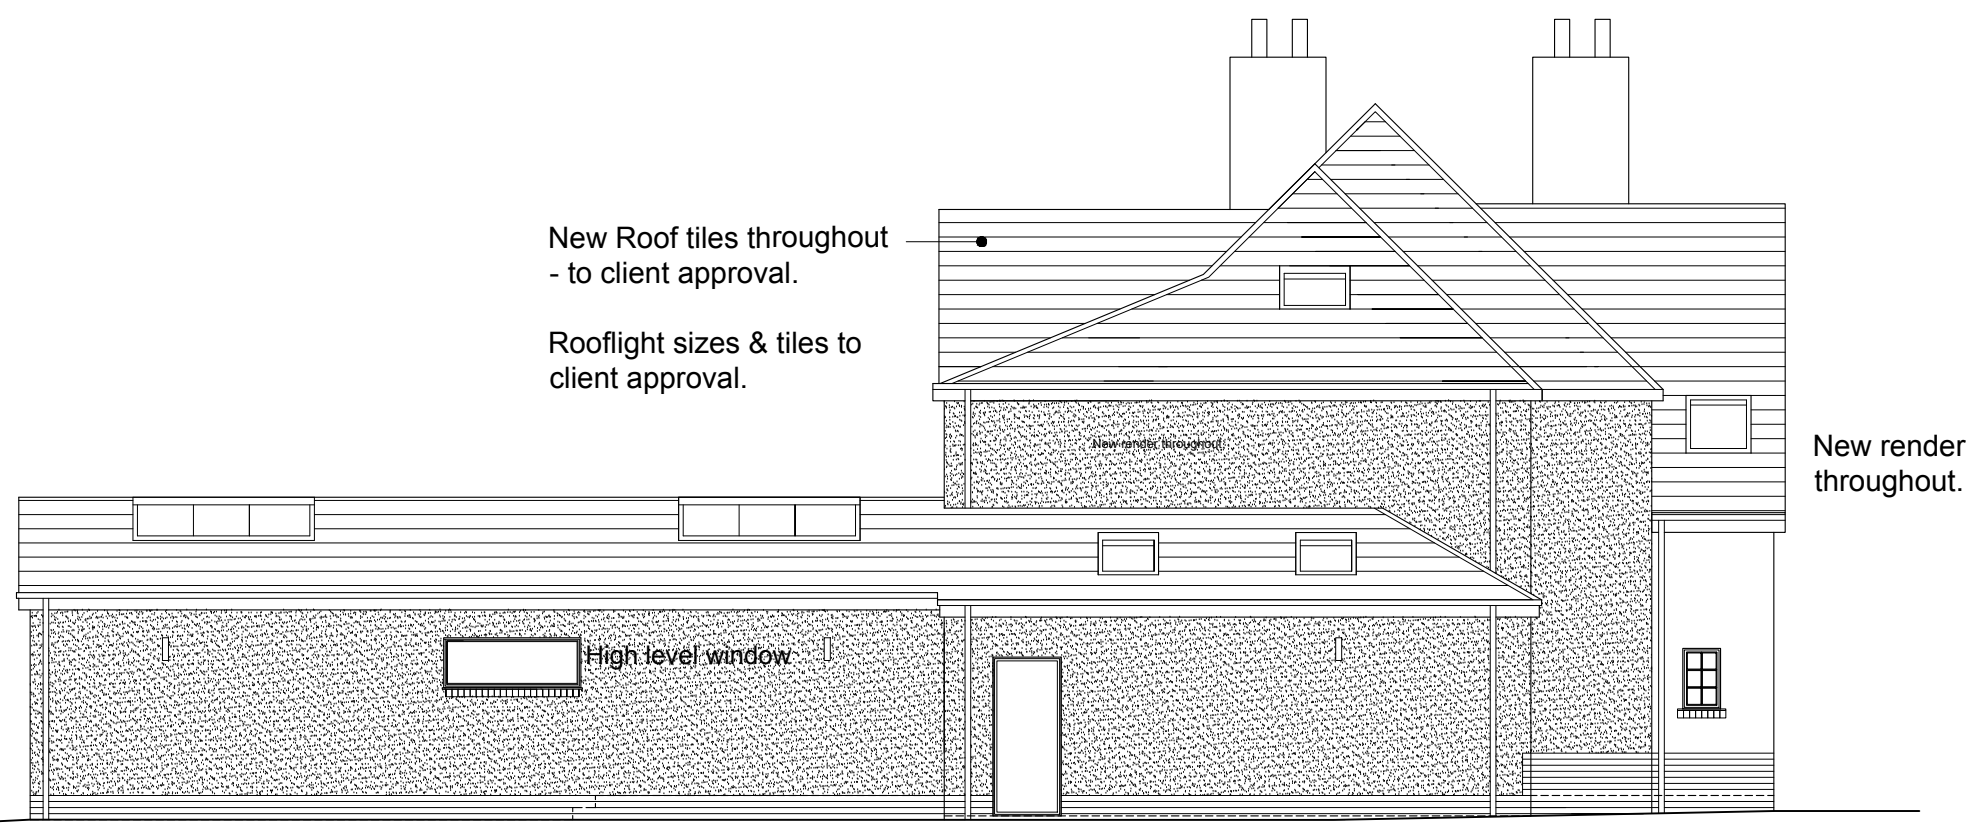 New Roof tiles throughout
- to client approval.
Rooflight sizes & tiles to
client approval.
New render throughout
New render
throughout.
High level window